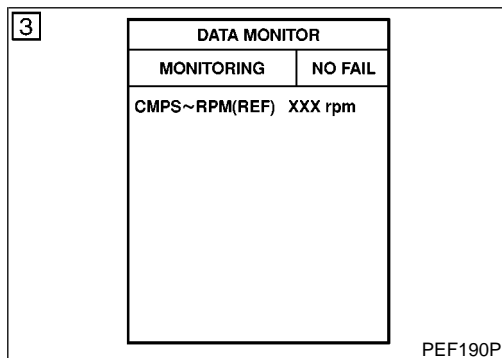 3
DATA MONITOR
MONITORING NO FAIL
CMPS~RPM(REF) XXX rpm
PEF190P